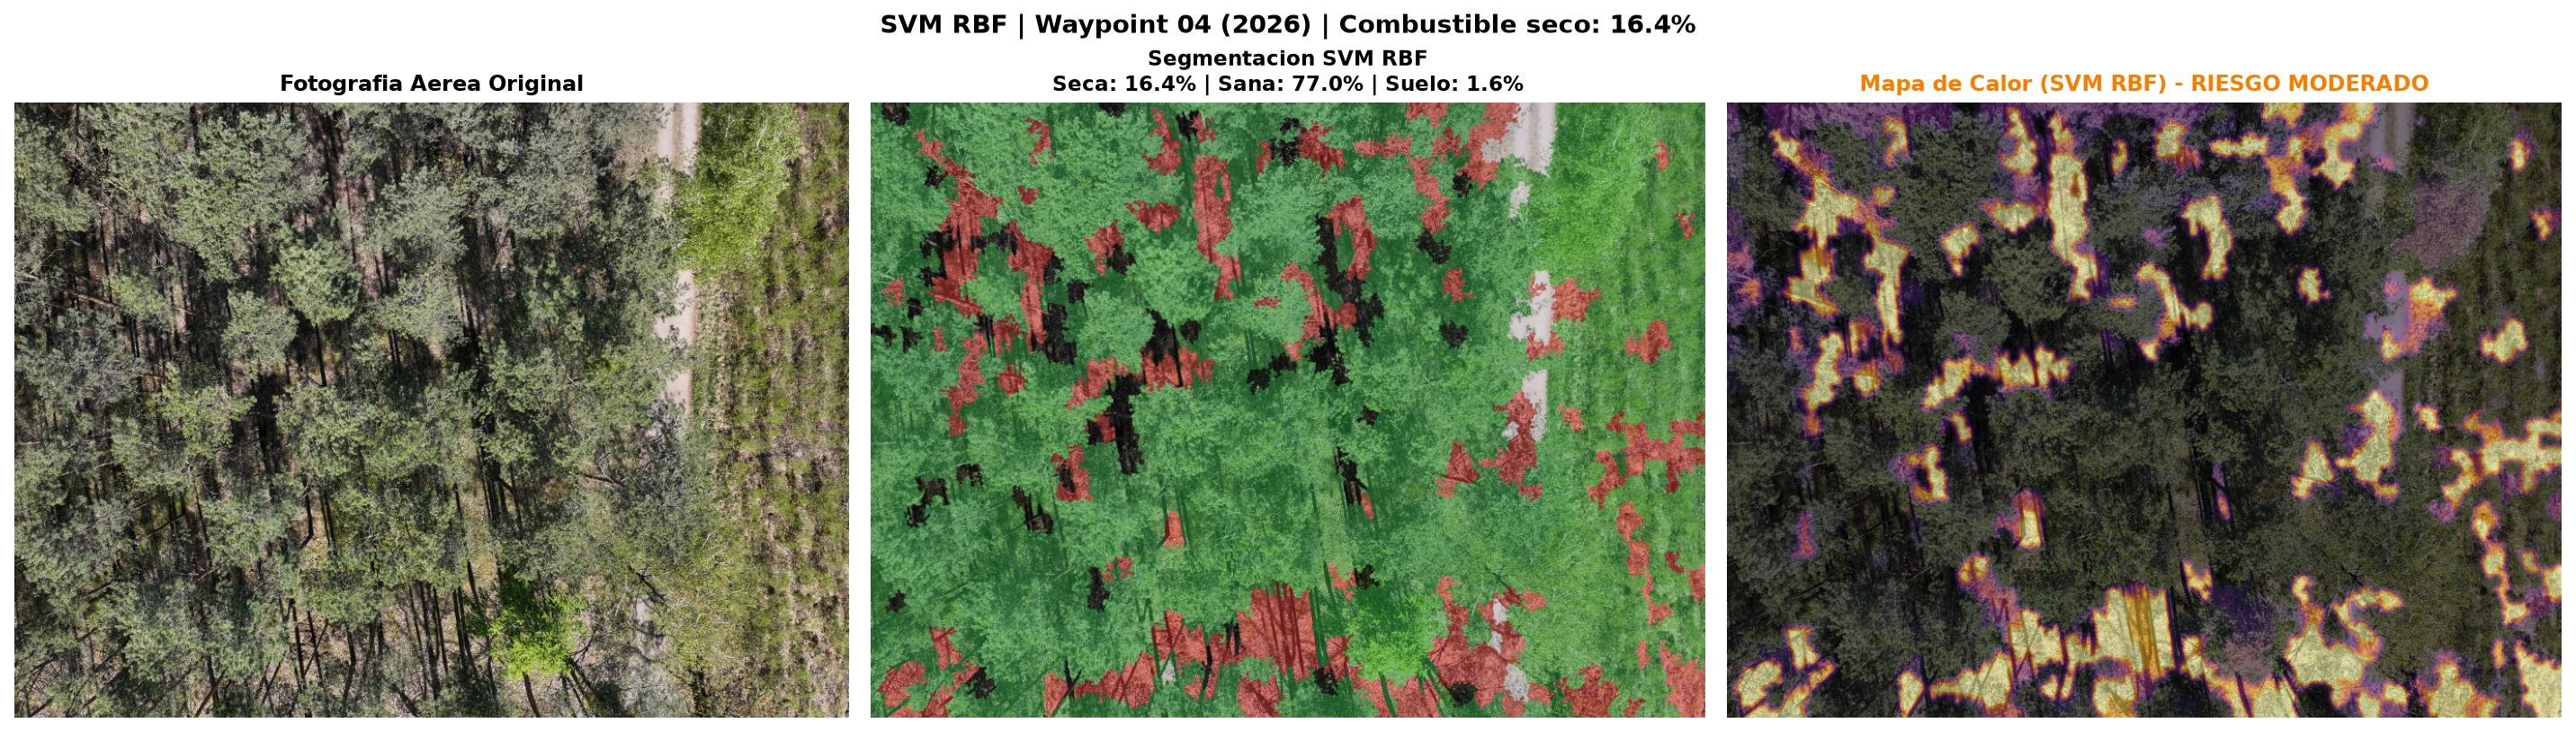 SVM RBF | Waypoint 04 (2026) | Combustible seco: 16.4%
Fotografia Aerea Original
Segmentacion SVM RBF
Seca: 16.4% | Sana: 77.0% | Suelo: 1.6%
Mapa de Calor (SVM RBF) - RIESGO MODERADO